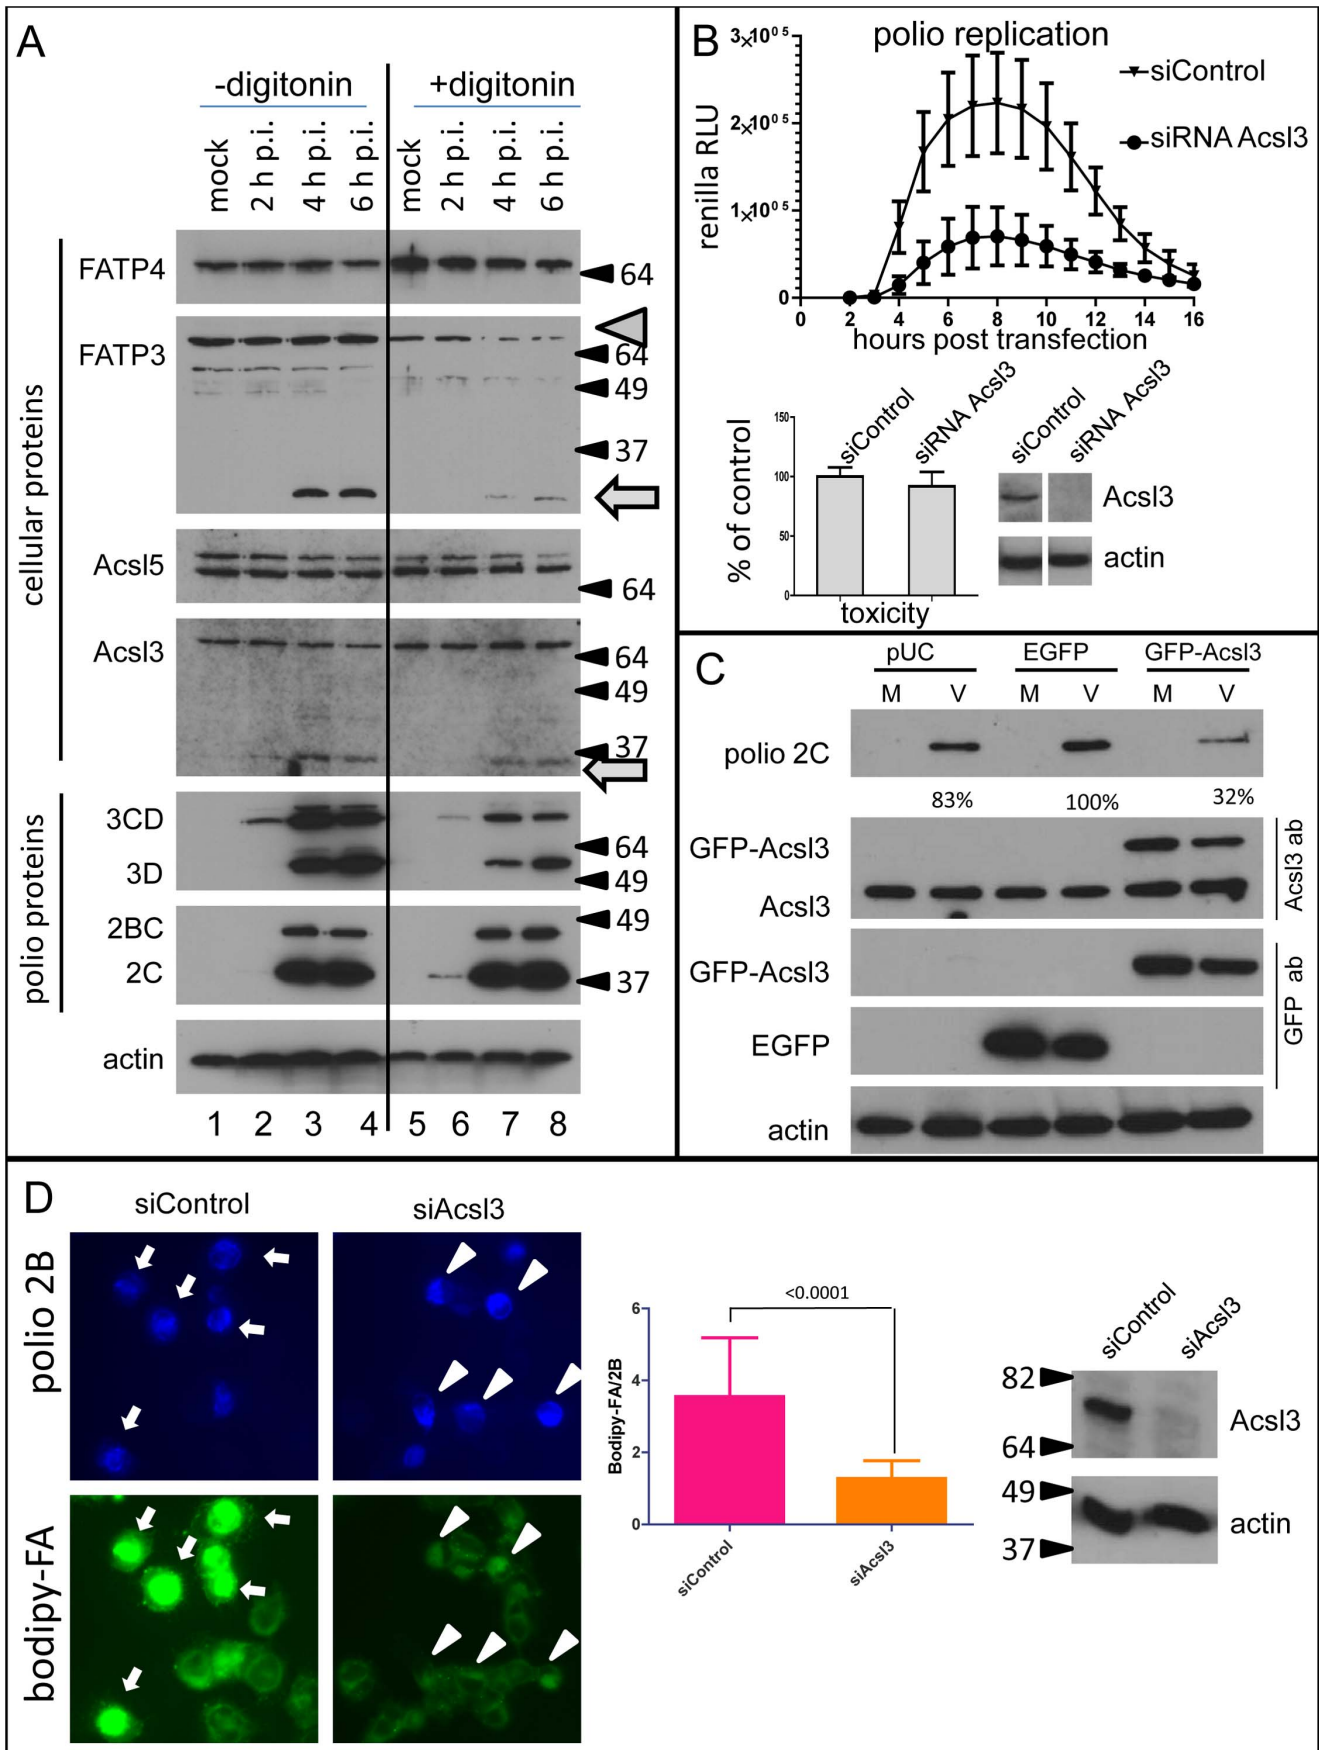 A
-digitonin
+digitonin
mock
2 h p.i.
4 h p.i.
6 h p.i.
mock
2 h p.i.
4 h p.i.
6 h p.i.
cellular proteins
FATP4
64
FATP3
64
49
37
Acsl5
64
Acsl3
64
49
37
polio proteins
3CD
3D
64
49
2BC
2C
49
37
actin
1 2 3 4 5 6 7 8
B
polio replication
3×10⁰⁵
2×10⁰⁵
1×10⁰⁵
0
renilla RLU
siControl
siRNA Acsl3
0 2 4 6 8 10 12 14 16
hours post transfection
150
100
50
0
% of control
siControl
siRNA Acsl3
toxicity
siControl
siRNA Acsl3
Acsl3
actin
C
pUC EGFP GFP-Acsl3
M V M V M V
polio 2C
83% 100% 32%
GFP-Acsl3
Acsl3
Acsl3 ab
GFP-Acsl3
EGFP
GFP ab
actin
D
siControl
siAcsl3
polio 2B
bodipy-FA
<0.0001
6
4
2
0
Bodipy-FA/2B
siControl
siAcsl3
siControl
siAcsl3
82
64
Acsl3
49
37
actin